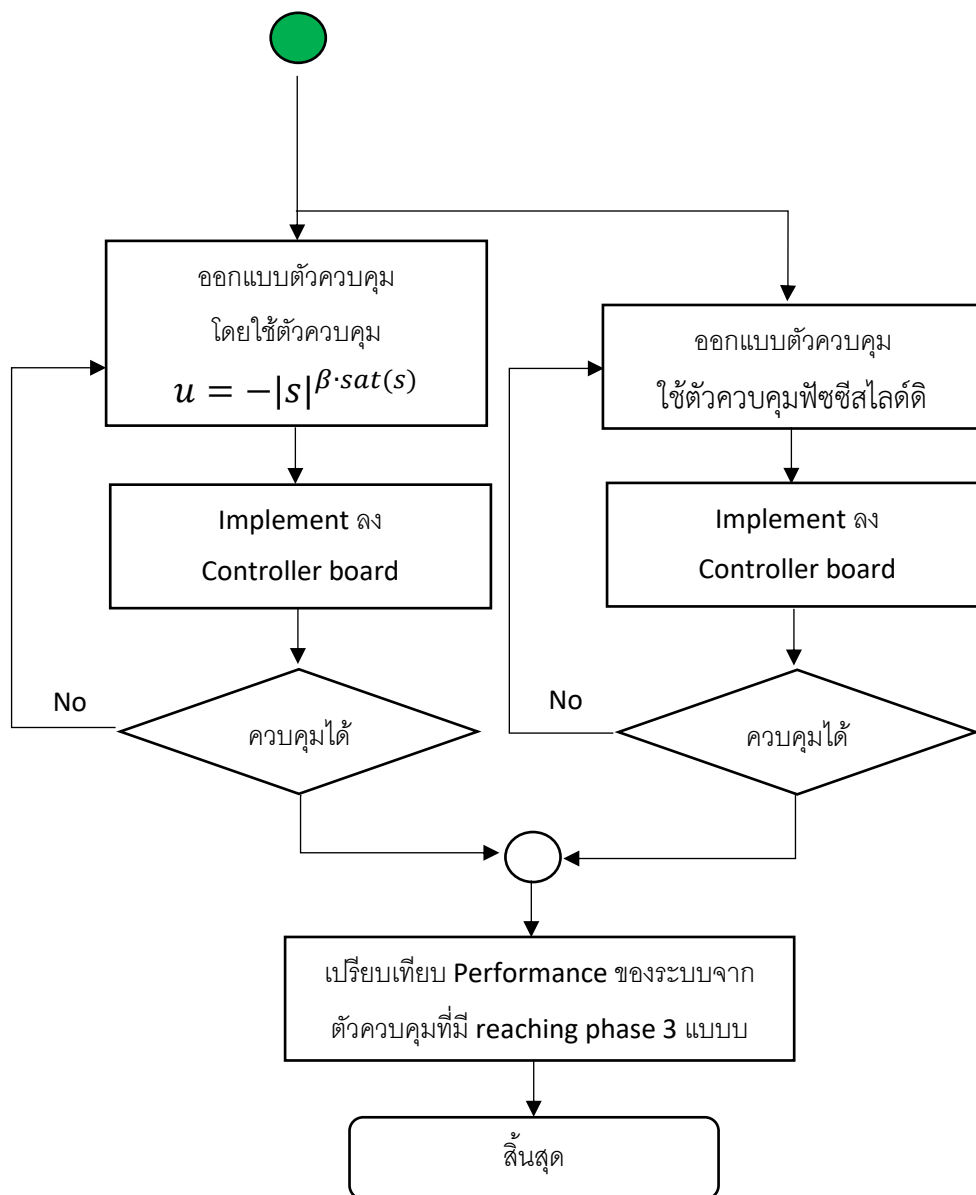 ออกแบบตัวควบคุม
โดยใช้ตัวควบคุม
u = −|s|^{β·sat(s)}
Implement ลง
Controller board
No
ควบคุมได้
ออกแบบตัวควบคุม
ใช้ตัวควบคุมฟัซซีสไลด์ดิ
Implement ลง
Controller board
No
ควบคุมได้
เปรียบเทียบ Performance ของระบบจาก
ตัวควบคุมที่มี reaching phase 3 แบบบ
สิ้นสุด